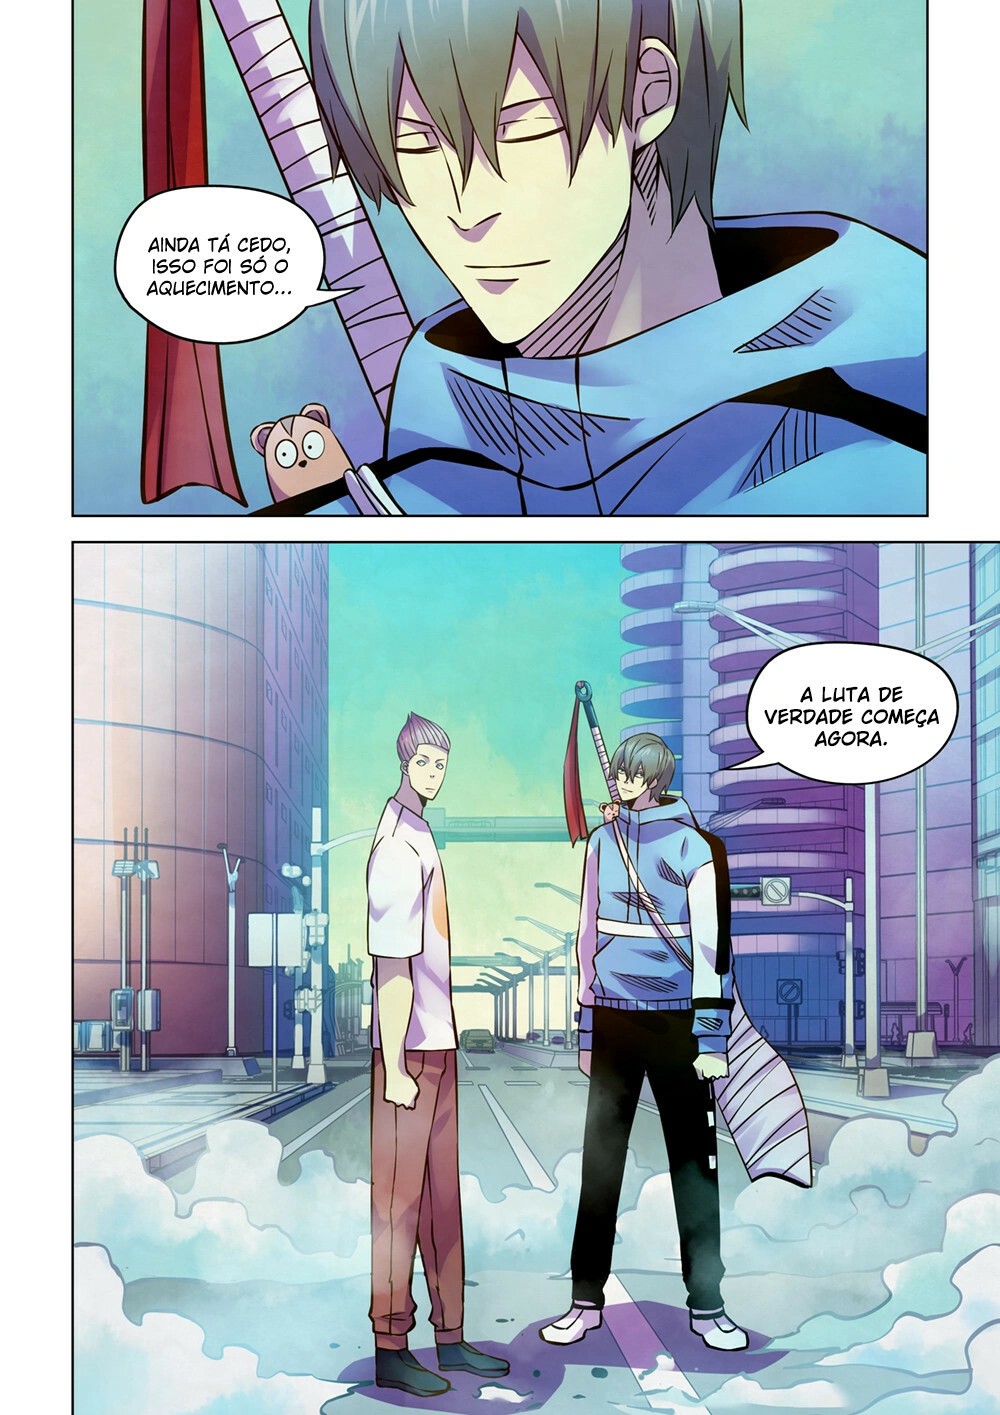 AINDA TÁ CEDO,
ISSO FOI SÓ O
AQUECIMENTO...
A LUTA DE
VERDADE COMEÇA
AGORA.